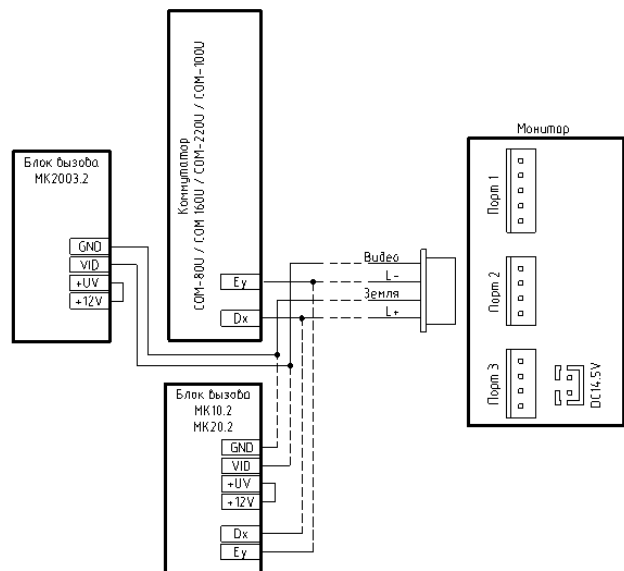 Блок вызова
МК2003.2
GND
VID
+UV
+12V
Коммутатор
COM-80U / COM 160U / COM-220U / COM-100U
Ey
Dx
Видео
L-
Земля
L+
Монитор
Порт 1
Порт 2
Порт 3
DC14.5V
Блок вызова
МК10.2
МК20.2
GND
VID
+UV
+12V
Dx
Ey